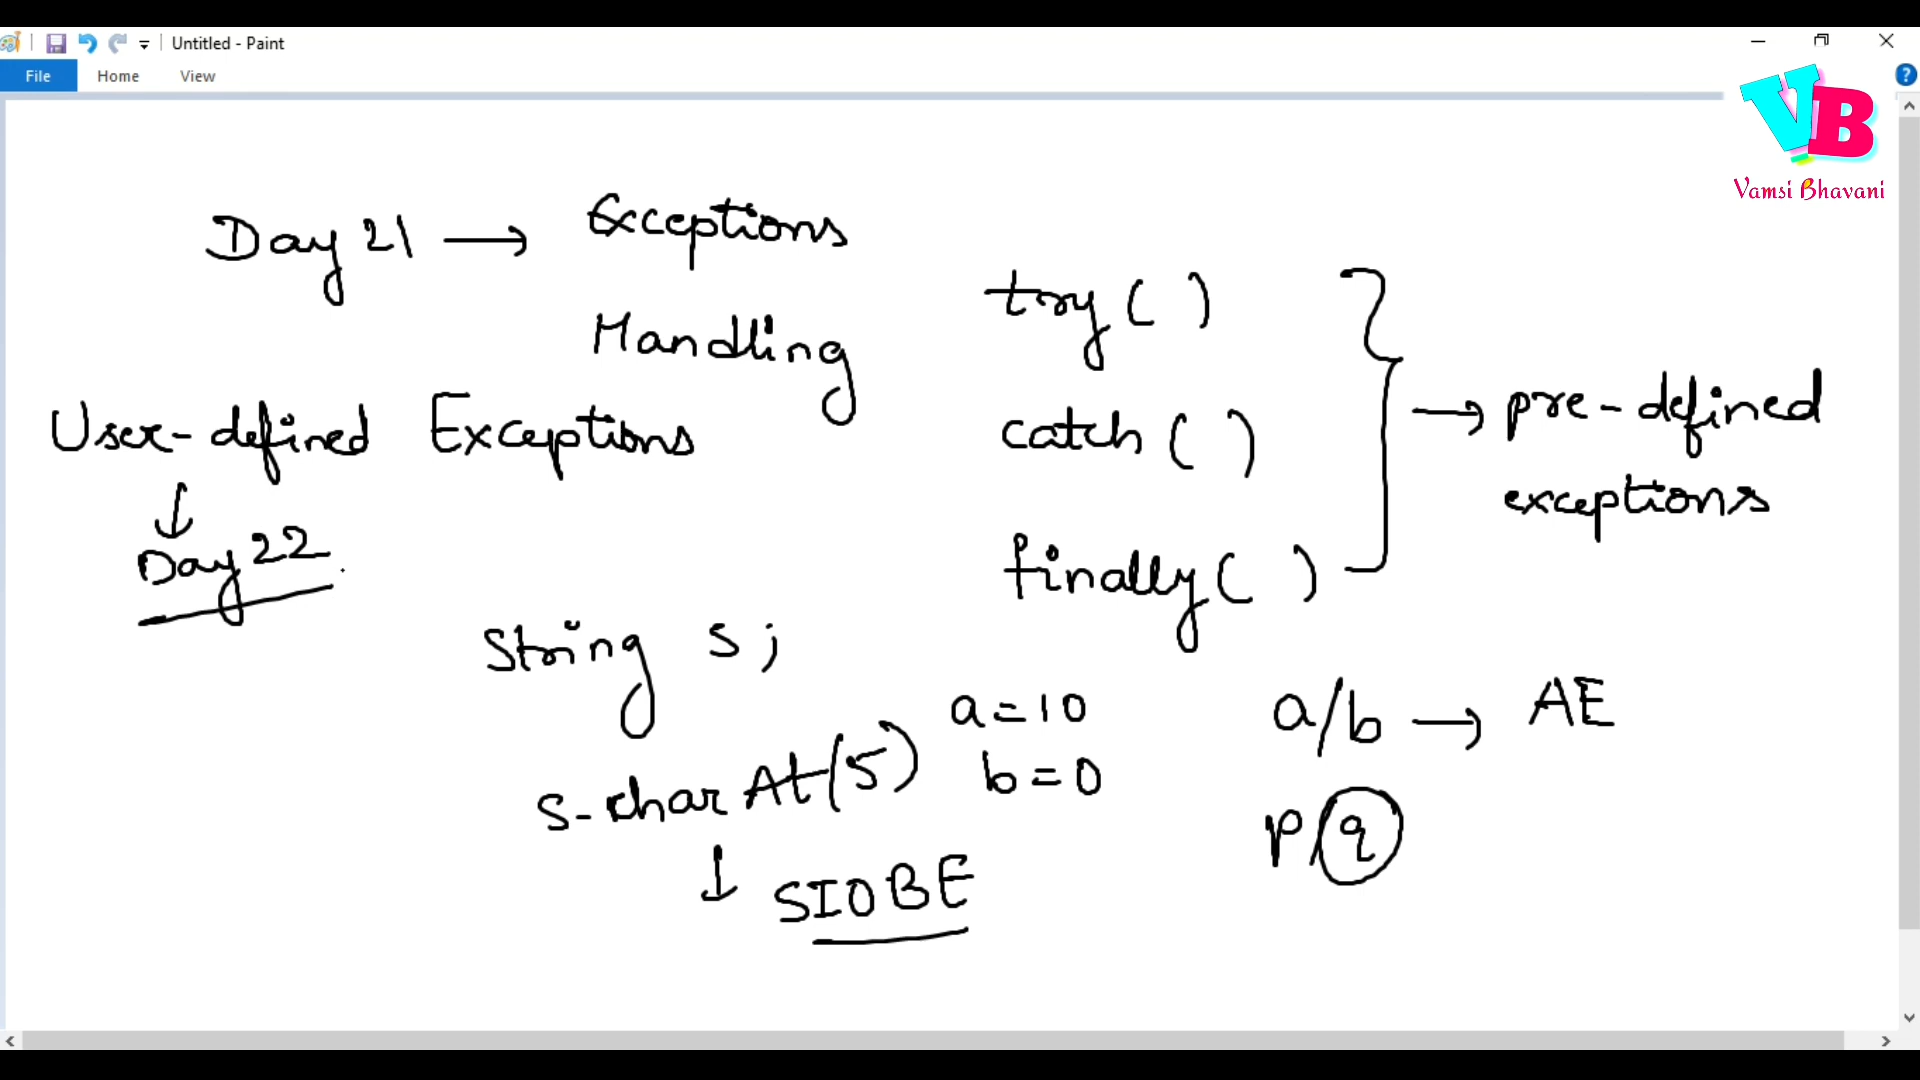 Untitled - Paint
File Home View
VB
Vamsi Bhavani
Day 21 → Exceptions
Handling
User-defined Exceptions
↓
Day 22
try ( )
catch ( )
finally ( )
→ pre-defined
exceptions
String s ;
s.charAt(5)
↓ SIOBE
a = 10
b = 0
a/b → AE
p/q